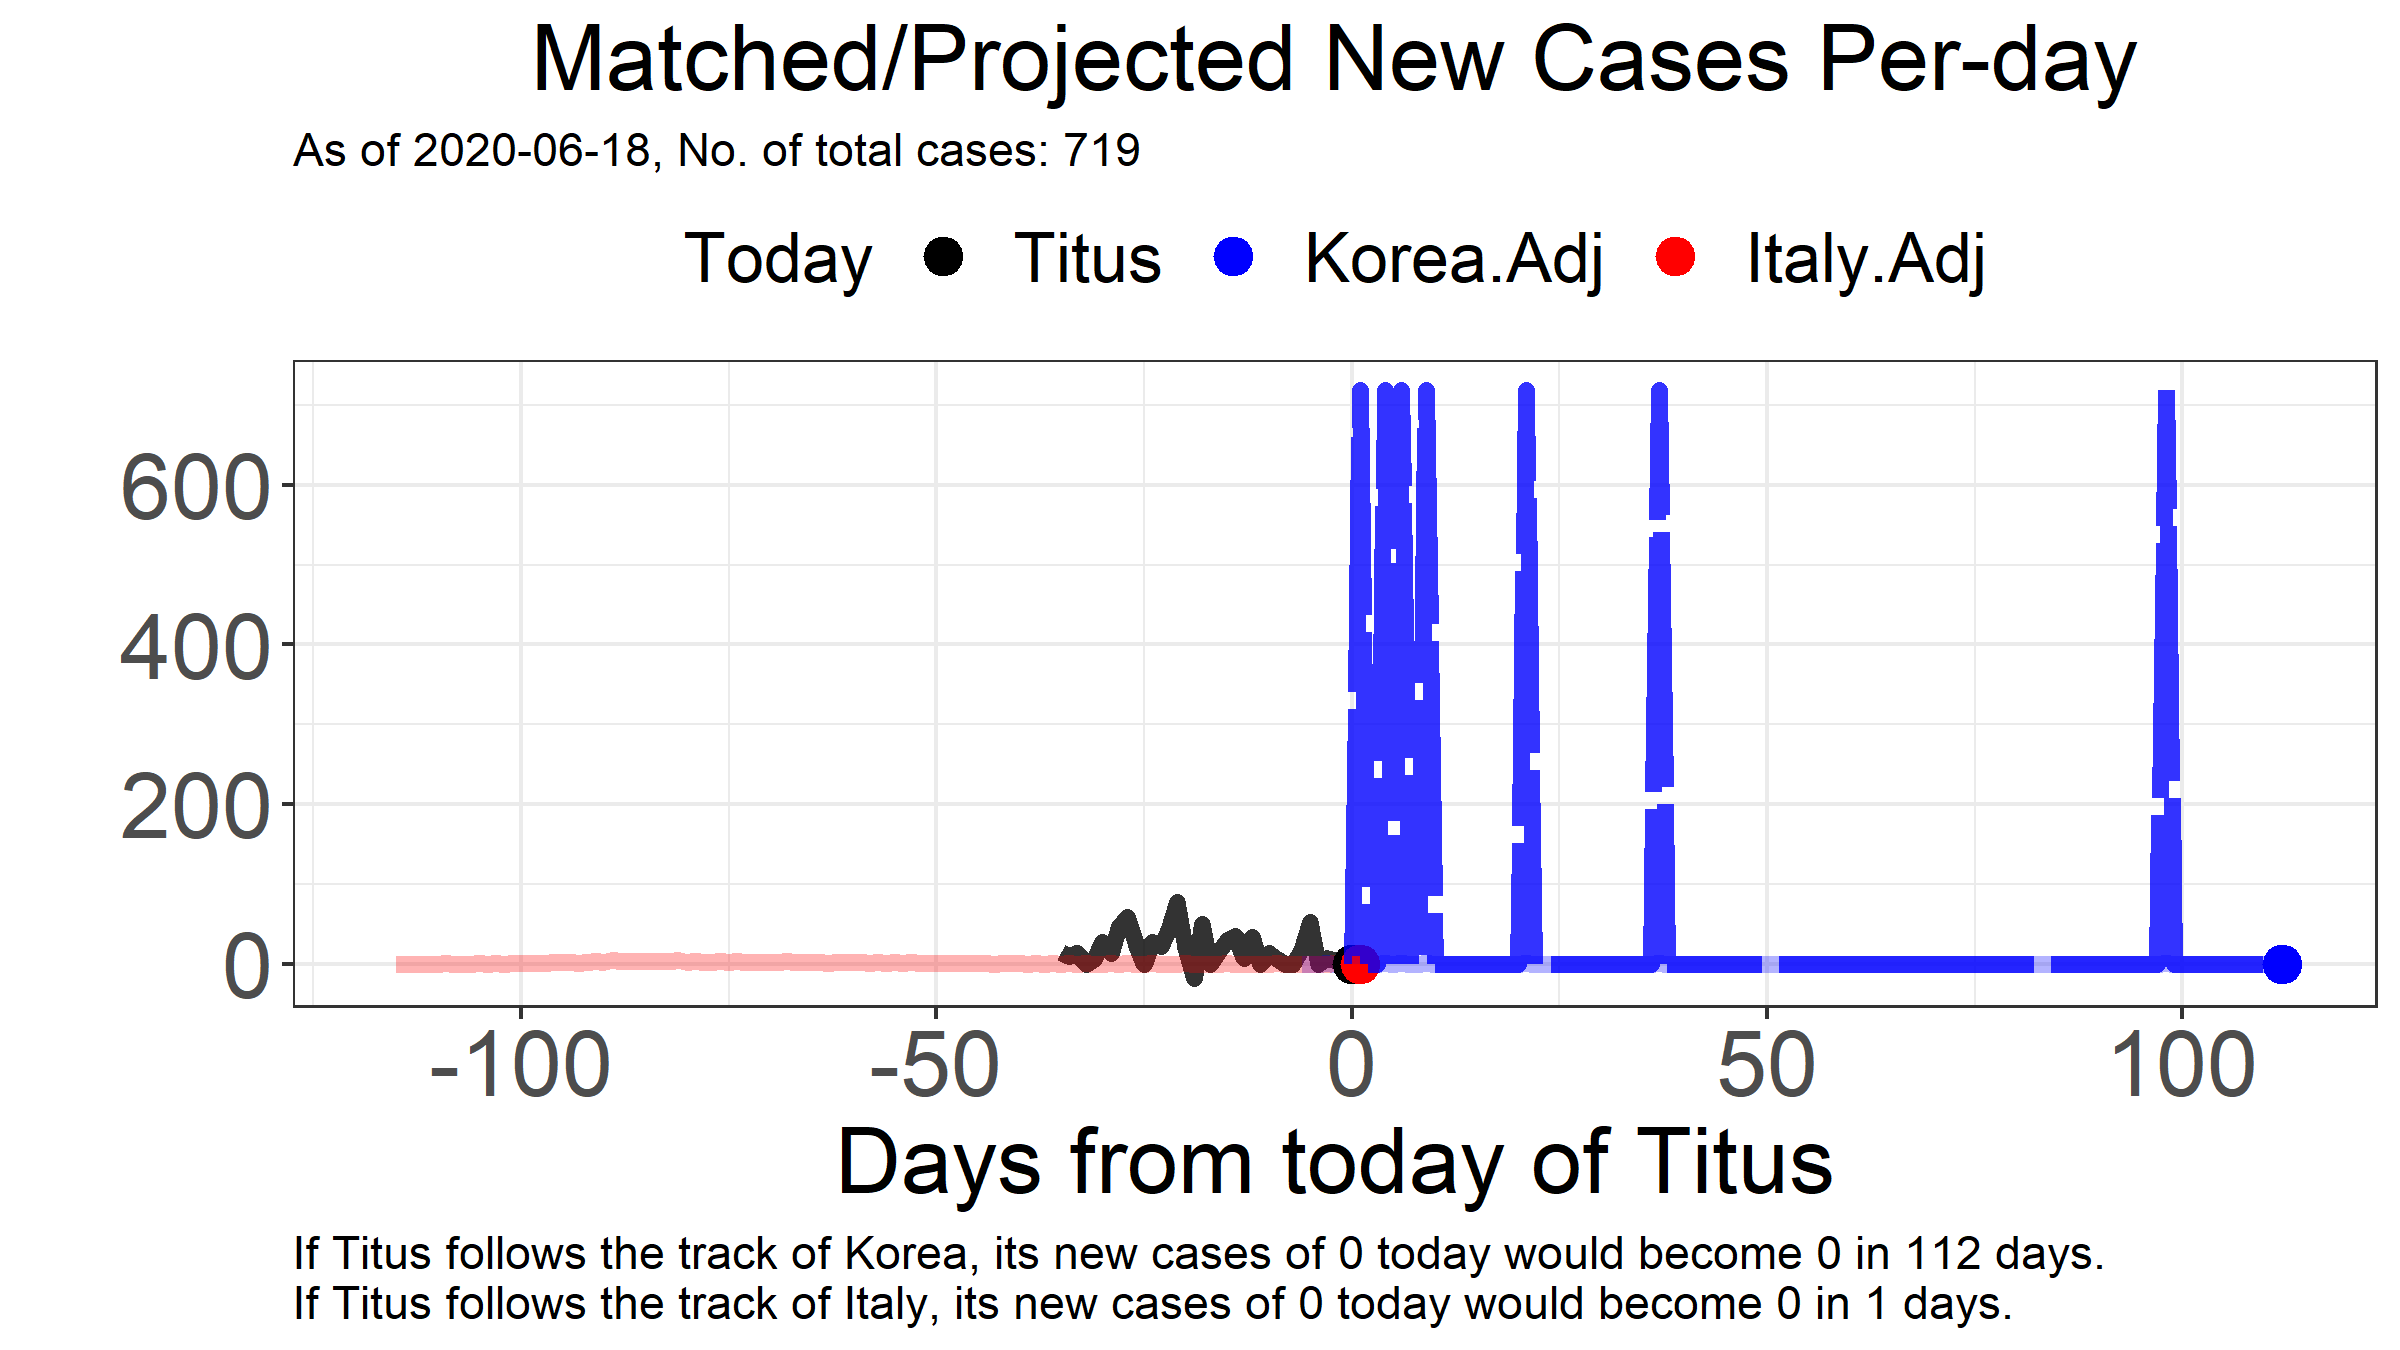 Matched/Projected New Cases Per-day
As of 2020-06-18, No. of total cases: 719
Today Titus Korea.Adj Italy.Adj
600
400
200
0
-100 -50 0 50 100
Days from today of Titus
If Titus follows the track of Korea, its new cases of 0 today would become 0 in 112 days.
If Titus follows the track of Italy, its new cases of 0 today would become 0 in 1 days.